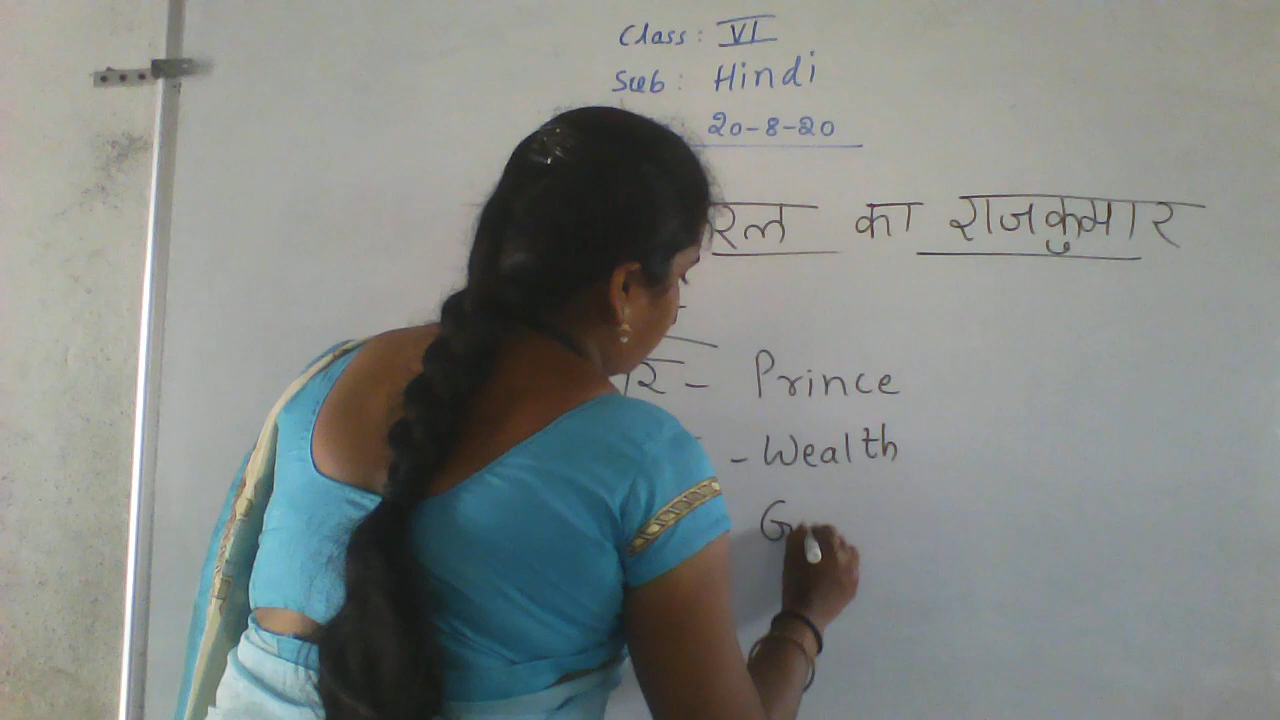 Class: VI
Sub: Hindi
20-8-20
का राजकुमार
- Prince
- Wealth